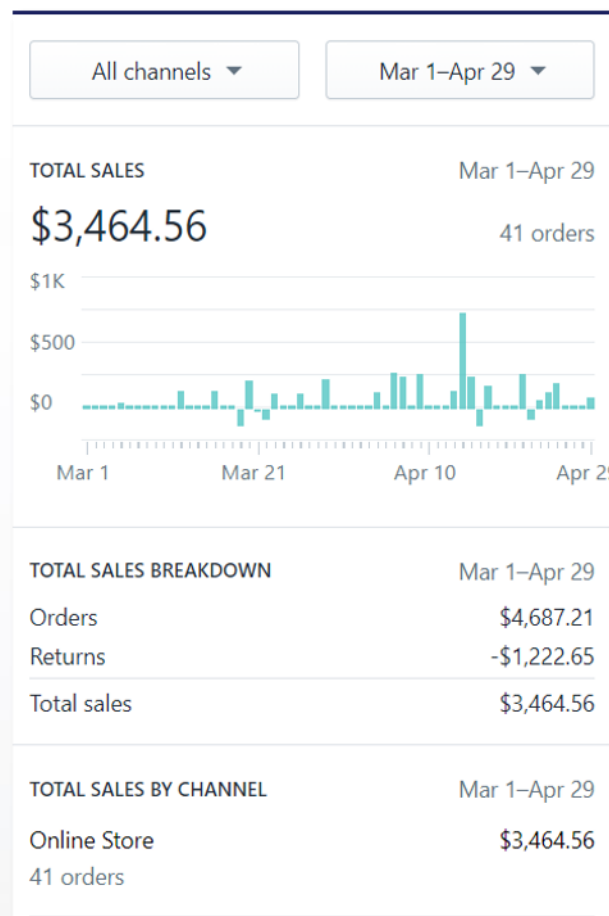 All channels Mar 1–Apr 29
TOTAL SALES Mar 1–Apr 29
$3,464.56 41 orders
$1K
$500
$0
Mar 1 Mar 21 Apr 10 Apr 29
TOTAL SALES BREAKDOWN Mar 1–Apr 29
Orders $4,687.21
Returns -$1,222.65
Total sales $3,464.56
TOTAL SALES BY CHANNEL Mar 1–Apr 29
Online Store $3,464.56
41 orders